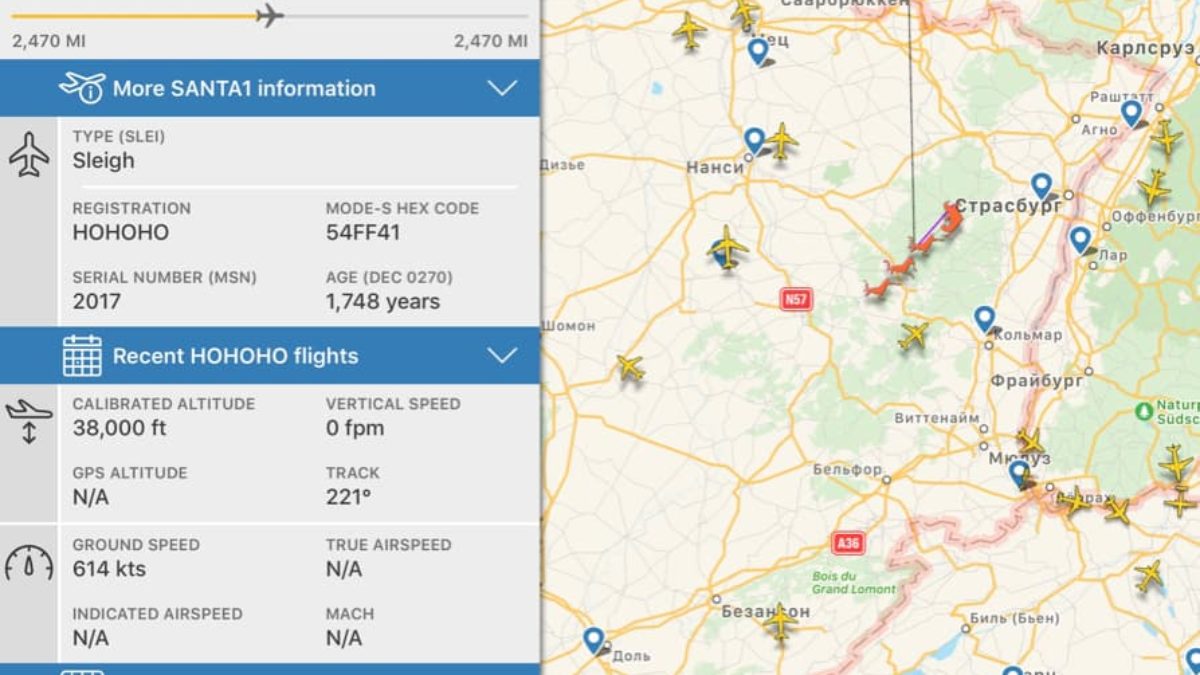 2,470 MI
2,470 MI
More SANTA1 information
TYPE (SLEI)
Sleigh
REGISTRATION
MODE-S HEX CODE
HOHOHO
54FF41
SERIAL NUMBER (MSN)
AGE (DEC 0270)
2017
1,748 years
Recent HOHOHO flights
CALIBRATED ALTITUDE
VERTICAL SPEED
38,000 ft
0 fpm
GPS ALTITUDE
TRACK
N/A
221°
GROUND SPEED
TRUE AIRSPEED
614 kts
N/A
INDICATED AIRSPEED
MACH
N/A
N/A
Саарбрюккен
Мец
Карлсруэ
Раштатт
Агно
Нанси
Дизье
Страсбург
Оффенбург
Лар
N57
Шомон
Кольмар
Фрайбург
Naturp
Südsc
Виттенайм
Мюлуз
Бельфор
Лёррах
A36
Bois du
Grand Lomont
Безансон
Биль (Бьен)
Доль